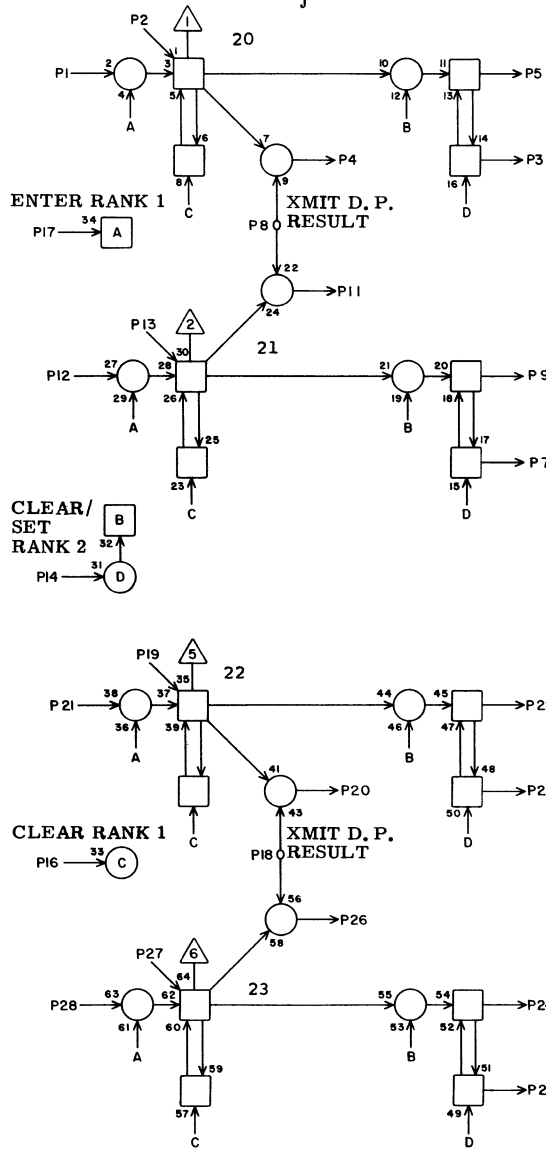 j
P2 1 20
1
P1 2 3 10 11 P5
4 5 12 13
A 6 B 14
7 P4 P3
8 9 16
C D
ENTER RANK 1
XMIT D. P.
RESULT
P17 34 A
P8
22
P11
24
P13 2 21
30
P12 27 28 21 20 P9
29 26 19 18
A 25 B 17
P7
23 15
C D
CLEAR/
SET
RANK 2
B
32
P14 31 D
P19 5 22
35
P21 38 37 44 45 P2
36 39 46 47
A B 48
41 P20 P2
43 50
C D
CLEAR RANK 1
XMIT D. P.
RESULT
P16 33 C
P18
56
P26
58
P27 6 23
64
P28 63 62 55 54 P2
61 60 53 52
A 59 B 51
P2
57 49
C D